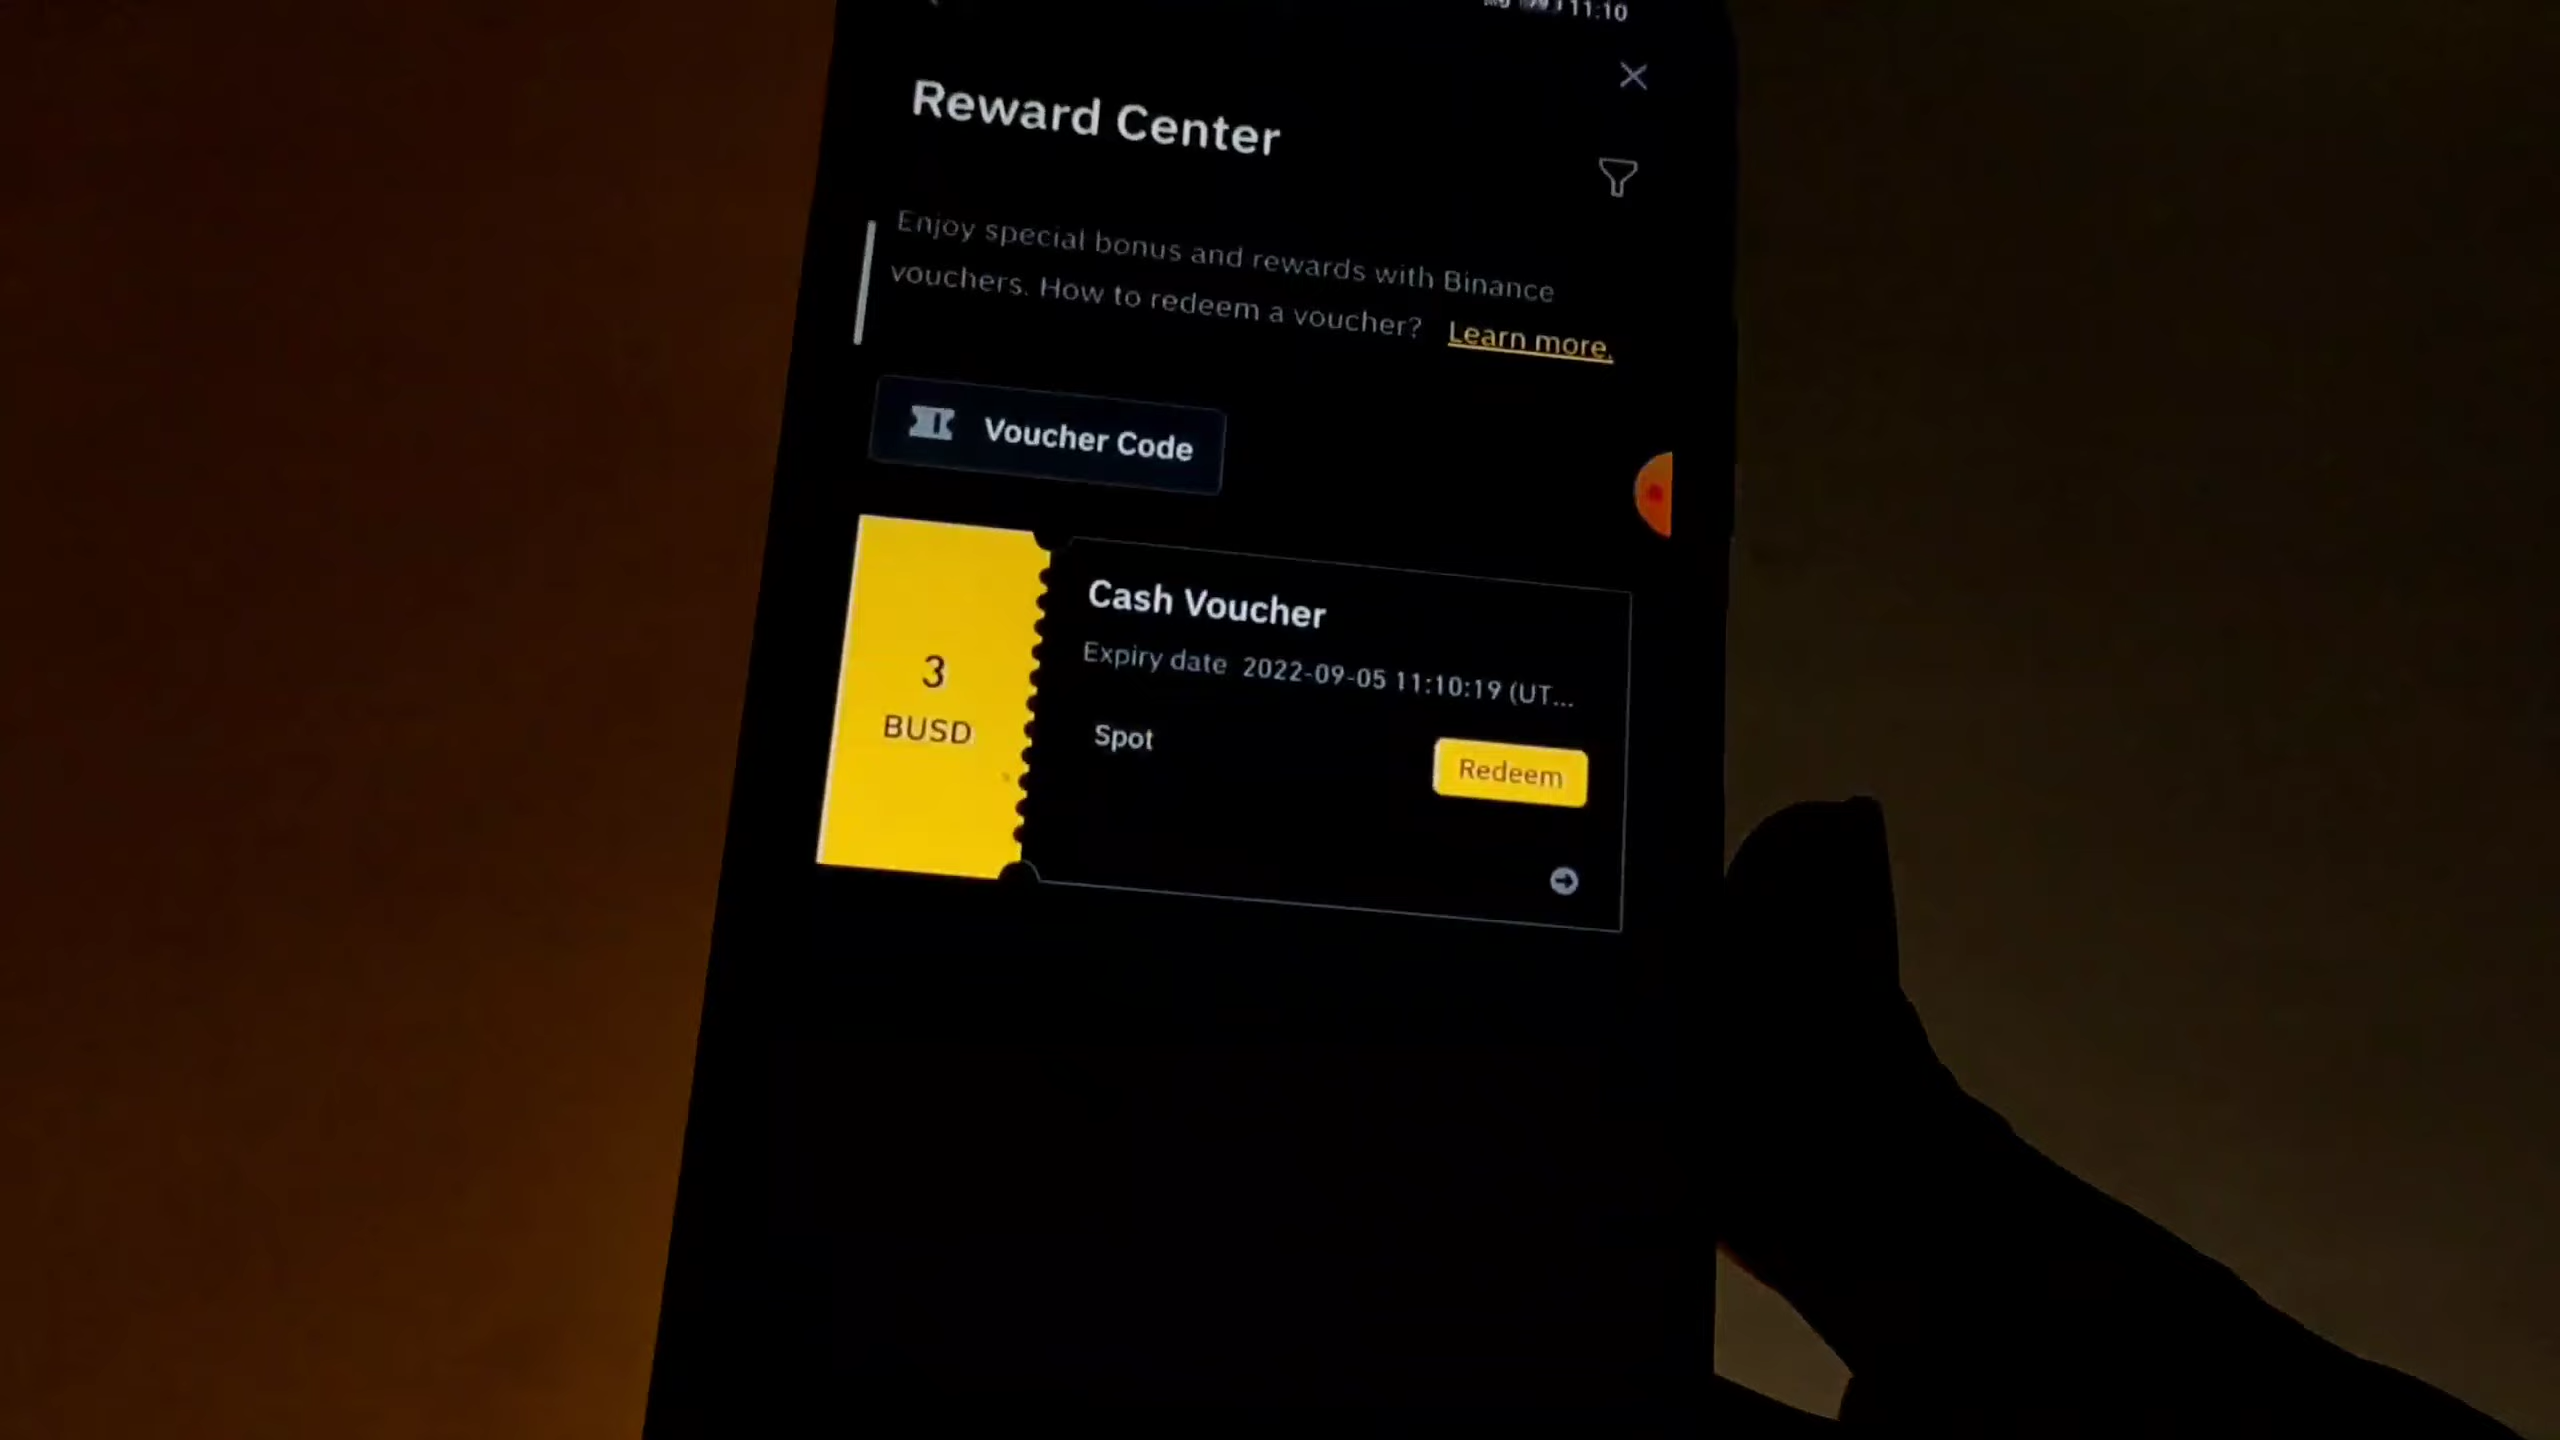 11:10
Reward Center
Enjoy special bonus and rewards with Binance
vouchers. How to redeem a voucher? Learn more.
Voucher Code
3
BUSD
Cash Voucher
Expiry date 2022-09-05 11:10:19 (UT...
Spot
Redeem